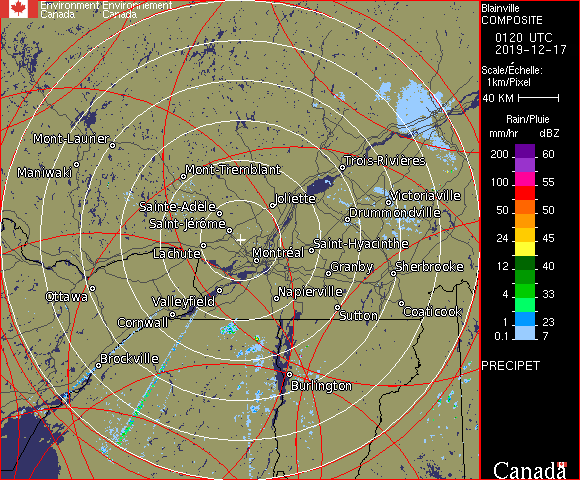 Environment Environnement
Canada Canada
Blainville
COMPOSITE
0120 UTC
2019-12-17
Scale/Échelle:
1km/Pixel
40 KM
Rain/Pluie
mm/hr dBZ
200 60
100 55
50 50
24 45
12 40
4 33
1 23
0.1 7
PRECIPET
Canada
Mont-Laurier
Maniwaki
Mont-Tremblant
Trois-Rivières
Joliette
Victoriaville
Sainte-Adèle
Drummondville
Saint-Jérôme
Saint-Hyacinthe
Lachute
Montréal
Granby
Sherbrooke
Ottawa
Valleyfield
Napierville
Cornwall
Sutton
Coaticook
Brockville
Burlington